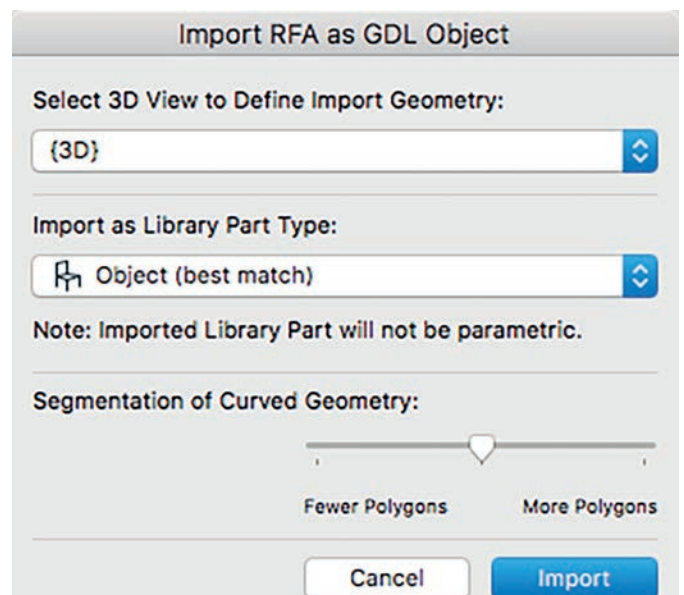 Import RFA as GDL Object
Select 3D View to Define Import Geometry:
{3D}
Import as Library Part Type:
Object (best match)
Note: Imported Library Part will not be parametric.
Segmentation of Curved Geometry:
Fewer Polygons More Polygons
Cancel Import